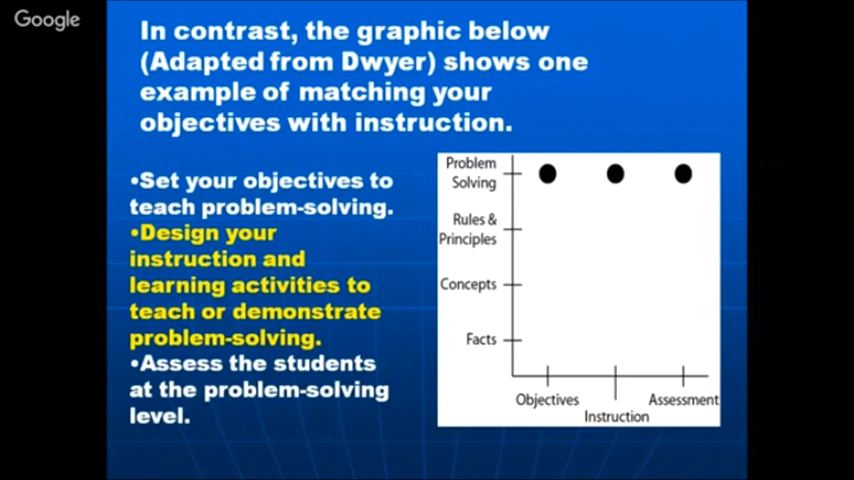 Google
In contrast, the graphic below
(Adapted from Dwyer) shows one
example of matching your
objectives with instruction.
•Set your objectives to
teach problem-solving.
•Design your
instruction and
learning activities to
teach or demonstrate
problem-solving.
•Assess the students
at the problem-solving
level.
Problem
Solving
Rules &
Principles
Concepts
Facts
Objectives
Instruction
Assessment